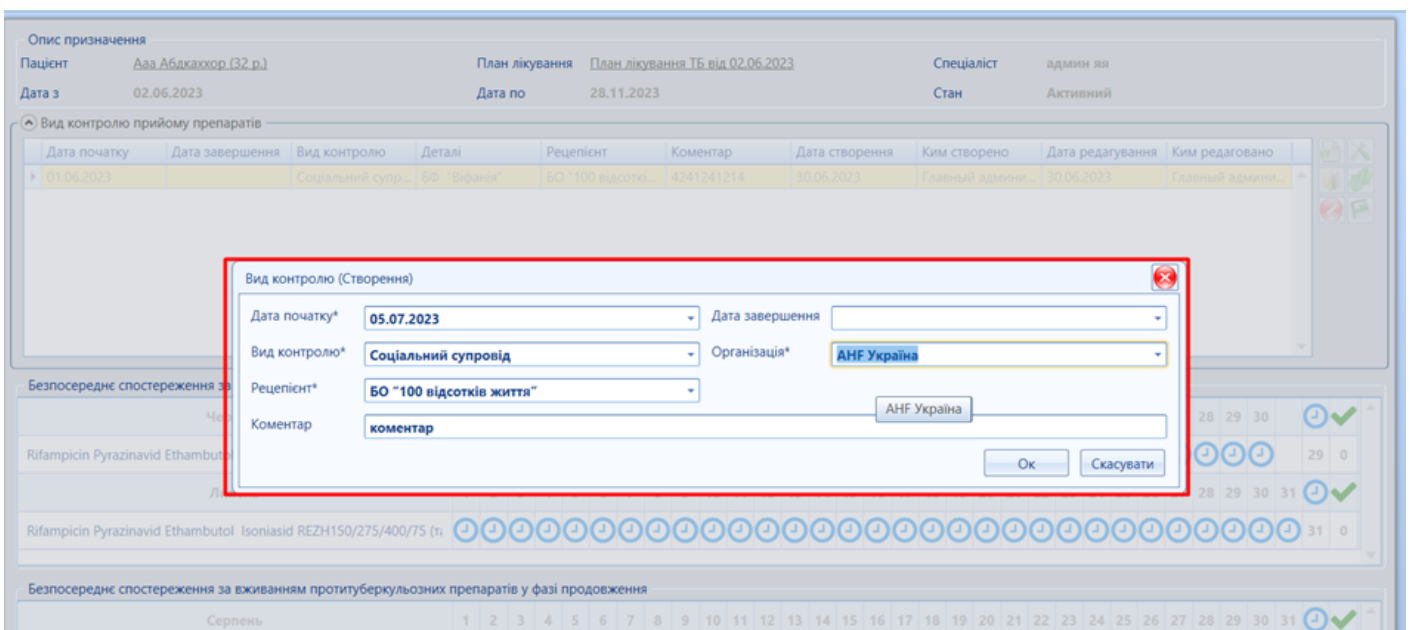 Опис призначення
Пацієнт Ааа Абдкаххор (32 р.) План лікування План лікування ТБ від 02.06.2023 Спеціаліст админ яя
Дата з 02.06.2023 Дата по 28.11.2023 Стан Активний
Вид контролю прийому препаратів
Дата початку Дата завершення Вид контролю Деталі Рецепієнт Коментар Дата створення Ким створено Дата редагування Ким редаговано
01.06.2023 Соціальний супр... БФ "Віфанія" БО "100 відсоткі... 4241241214 30.06.2023 Главный админи... 30.06.2023 Главный админи...
Вид контролю (Створення)
Дата початку* 05.07.2023 Дата завершення
Вид контролю* Соціальний супровід Організація* АНF Україна
Рецепієнт* БО "100 відсотків життя"
АНF Україна
Коментар коментар
Ок Скасувати
Безпосереднє спостереження за
28 29 30
Rifampicin Pyrazinavid Ethambuto 29 0
28 29 30 31
Rifampicin Pyrazinavid Ethambutol Isoniasid REZH150/275/400/75 (та 31 0
Безпосереднє спостереження за вживанням протитуберкульозних препаратів у фазі продовження
Серпень 1 2 3 4 5 6 7 8 9 10 11 12 13 14 15 16 17 18 19 20 21 22 23 24 25 26 27 28 29 30 31